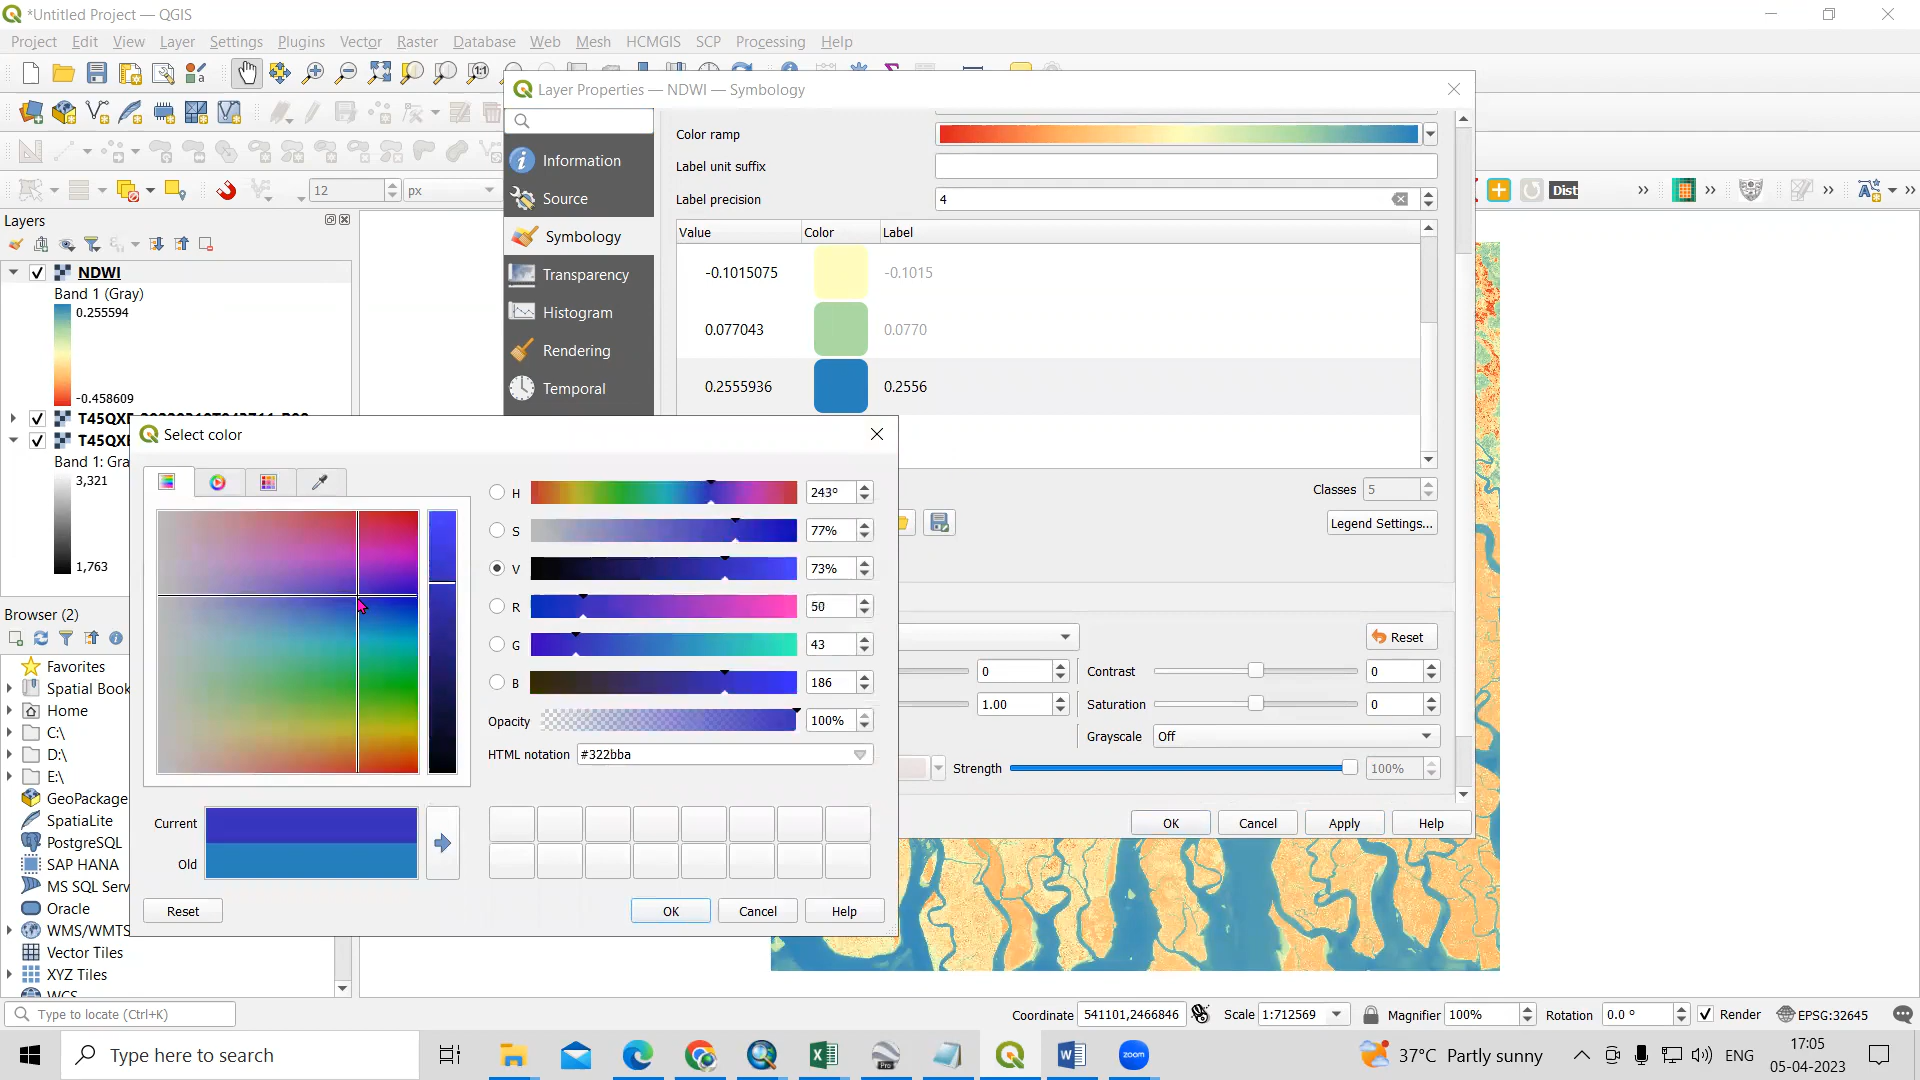 *Untitled Project — QGIS
Project Edit View Layer Settings Plugins Vector Raster Database Web Mesh HCMGIS SCP Processing Help
12 px
Dist
Layers
NDWI
Band 1 (Gray)
0.255594
-0.458609
Band 1: Gra
3,321
1,763
Browser (2)
Favorites
Spatial Book
Home
C:\
D:\
E:\
GeoPackage
SpatiaLite
PostgreSQL
SAP HANA
MS SQL Serv
Oracle
WMS/WMTS
Vector Tiles
XYZ Tiles
WCS
Layer Properties — NDWI — Symbology
Information
Source
Symbology
Transparency
Histogram
Rendering
Temporal
Color ramp
Label unit suffix
Label precision 4
Value Color Label
-0.1015075 -0.1015
0.077043 0.0770
0.2555936 0.2556
Classes 5
Legend Settings...
Reset
0 Contrast 0
1.00 Saturation 0
Grayscale Off
Strength 100%
OK Cancel Apply Help
Select color
H 243°
S 77%
V 73%
R 50
G 43
B 186
Opacity 100%
HTML notation #322bba
Current
Old
Reset OK Cancel Help
Type to locate (Ctrl+K)
Coordinate 541101,2466846 Scale 1:712569 Magnifier 100% Rotation 0.0 ° Render EPSG:32645
Type here to search
Pro
zoom
37°C Partly sunny
ENG
17:05
05-04-2023